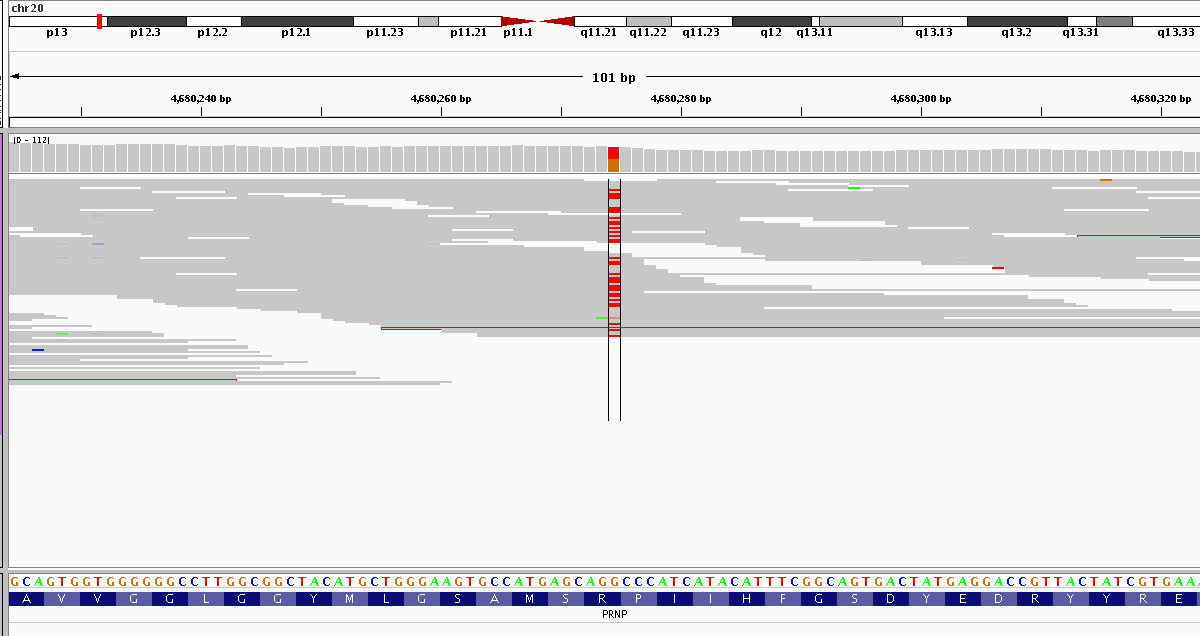 chr20
p13 p12.3 p12.2 p12.1 p11.23 p11.21 p11.1 q11.21 q11.22 q11.23 q12 q13.11 q13.13 q13.2 q13.31 q13.33
101 bp
4,680,240 bp 4,680,260 bp 4,680,280 bp 4,680,300 bp 4,680,320 bp
[0 - 112]
GCAGTGGTGGGGGGCCTTGGCGGCTACATGCTGGGAAGTGCCATGAGCAGGCCCATCATACATTTCGGCAGTGACTATGAGGACCGTTACTATCGTGAAA
A V V G G L G G Y M L G S A M S R P I I H F G S D Y E D R Y Y R E
PRNP